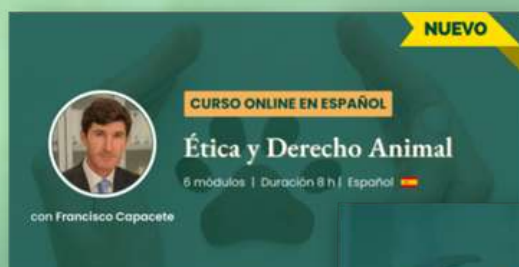 NUEVO
CURSO ONLINE EN ESPAÑOL
Ética y Derecho Animal
6 módulos | Duración 8 h | Español
con Francisco Capacete